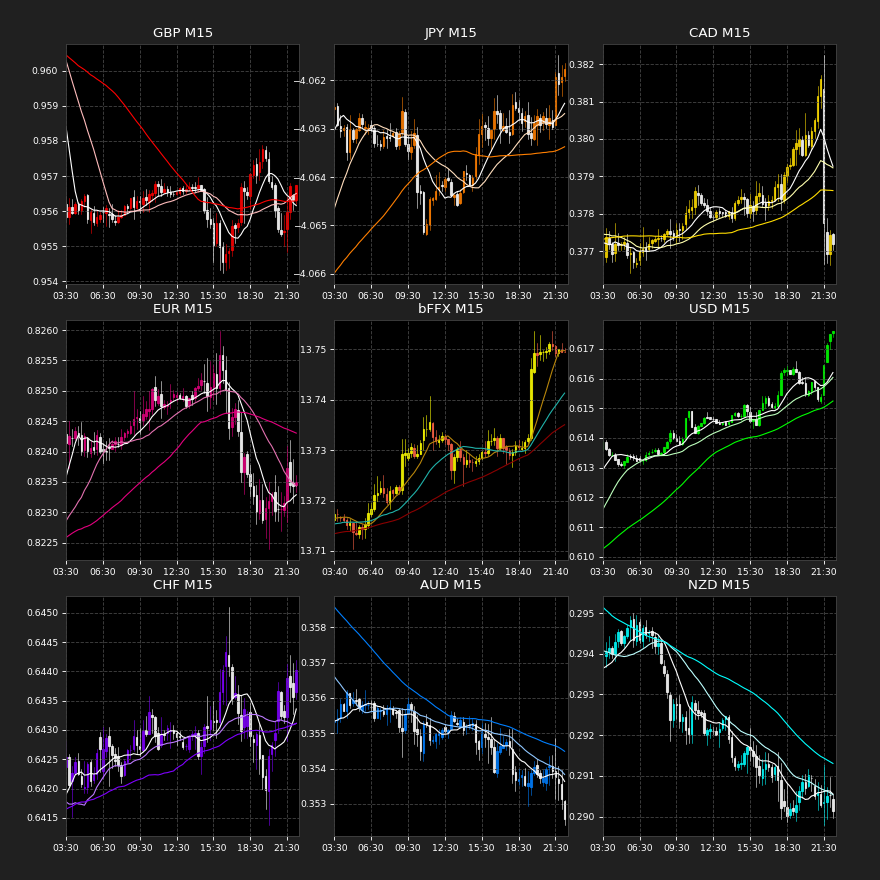 GBP M15 JPY M15 CAD M15
0.960 0.959 0.958 0.957 0.956 0.955 0.954
−4.062 −4.063 −4.064 −4.065 −4.066
0.382 0.381 0.380 0.379 0.378 0.377
03:30 06:30 09:30 12:30 15:30 18:30 21:30
03:30 06:30 09:30 12:30 15:30 18:30 21:30
03:30 06:30 09:30 12:30 15:30 18:30 21:30
EUR M15 bFFX M15 USD M15
0.8260 0.8255 0.8250 0.8245 0.8240 0.8235 0.8230 0.8225
13.75 13.74 13.73 13.72 13.71
0.617 0.616 0.615 0.614 0.613 0.612 0.611 0.610
03:30 06:30 09:30 12:30 15:30 18:30 21:30
03:40 06:40 09:40 12:40 15:40 18:40 21:40
03:30 06:30 09:30 12:30 15:30 18:30 21:30
CHF M15 AUD M15 NZD M15
0.6450 0.6445 0.6440 0.6435 0.6430 0.6425 0.6420 0.6415
0.358 0.357 0.356 0.355 0.354 0.353
0.295 0.294 0.293 0.292 0.291 0.290
03:30 06:30 09:30 12:30 15:30 18:30 21:30
03:30 06:30 09:30 12:30 15:30 18:30 21:30
03:30 06:30 09:30 12:30 15:30 18:30 21:30